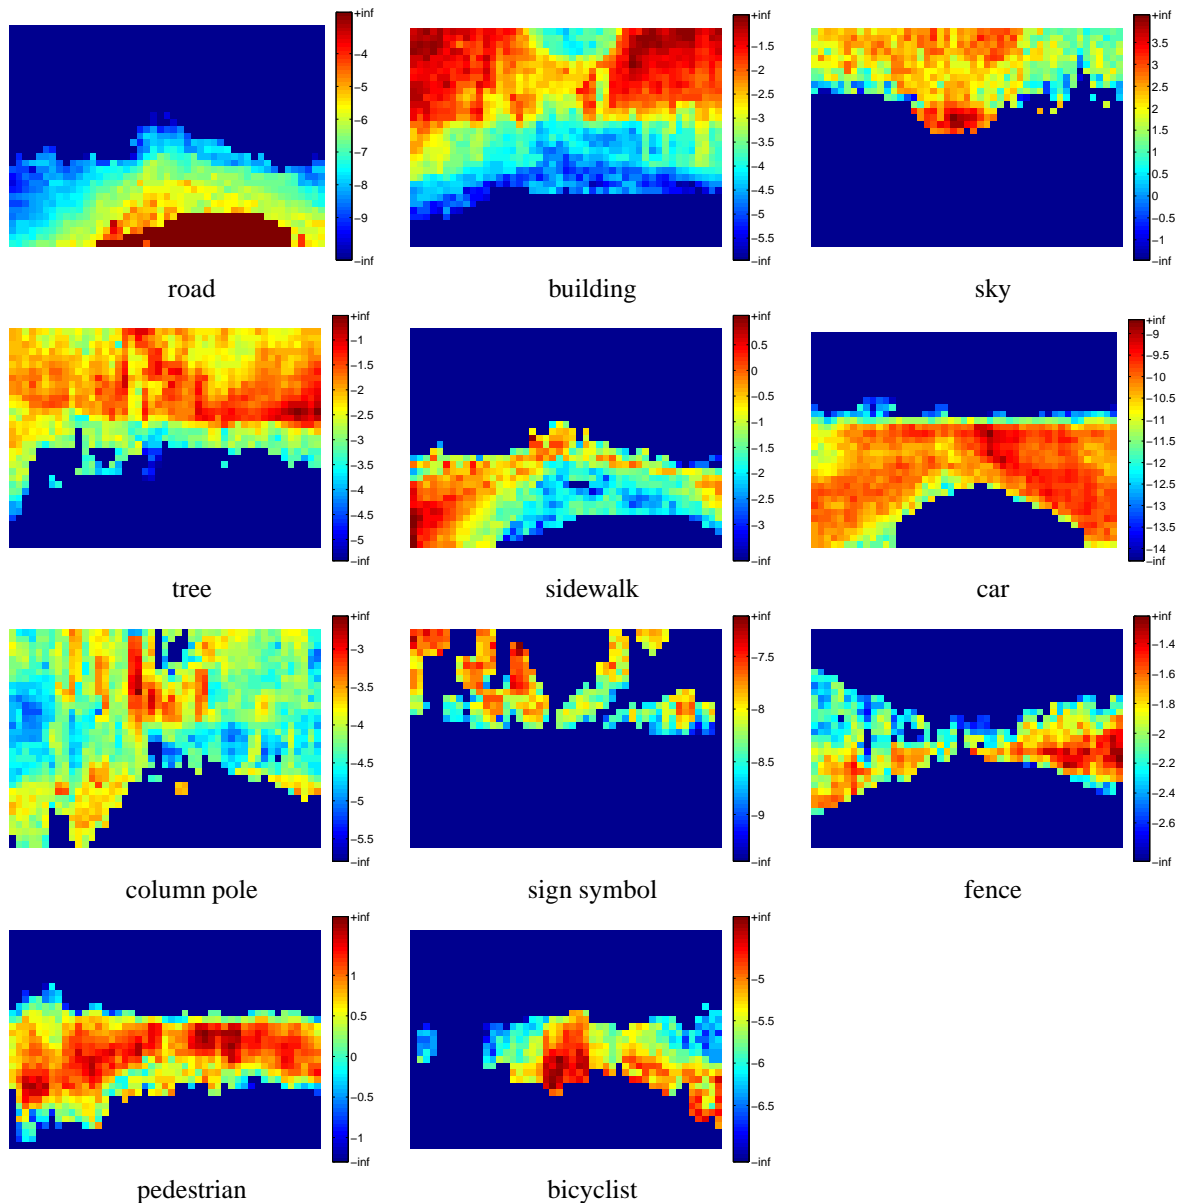 +inf
−4
−5
−6
−7
−8
−9
−inf
road
+inf
−1.5
−2
−2.5
−3
−3.5
−4
−4.5
−5
−5.5
−inf
building
+inf
3.5
3
2.5
2
1.5
1
0.5
0
−0.5
−1
−inf
sky
+inf
−1
−1.5
−2
−2.5
−3
−3.5
−4
−4.5
−5
−inf
tree
+inf
0.5
0
−0.5
−1
−1.5
−2
−2.5
−3
−inf
sidewalk
+inf
−9
−9.5
−10
−10.5
−11
−11.5
−12
−12.5
−13
−13.5
−14
−inf
car
+inf
−3
−3.5
−4
−4.5
−5
−5.5
−inf
column pole
+inf
−7.5
−8
−8.5
−9
−inf
sign symbol
+inf
−1.4
−1.6
−1.8
−2
−2.2
−2.4
−2.6
−inf
fence
+inf
1
0.5
0
−0.5
−1
−inf
pedestrian
+inf
−5
−5.5
−6
−6.5
−inf
bicyclist